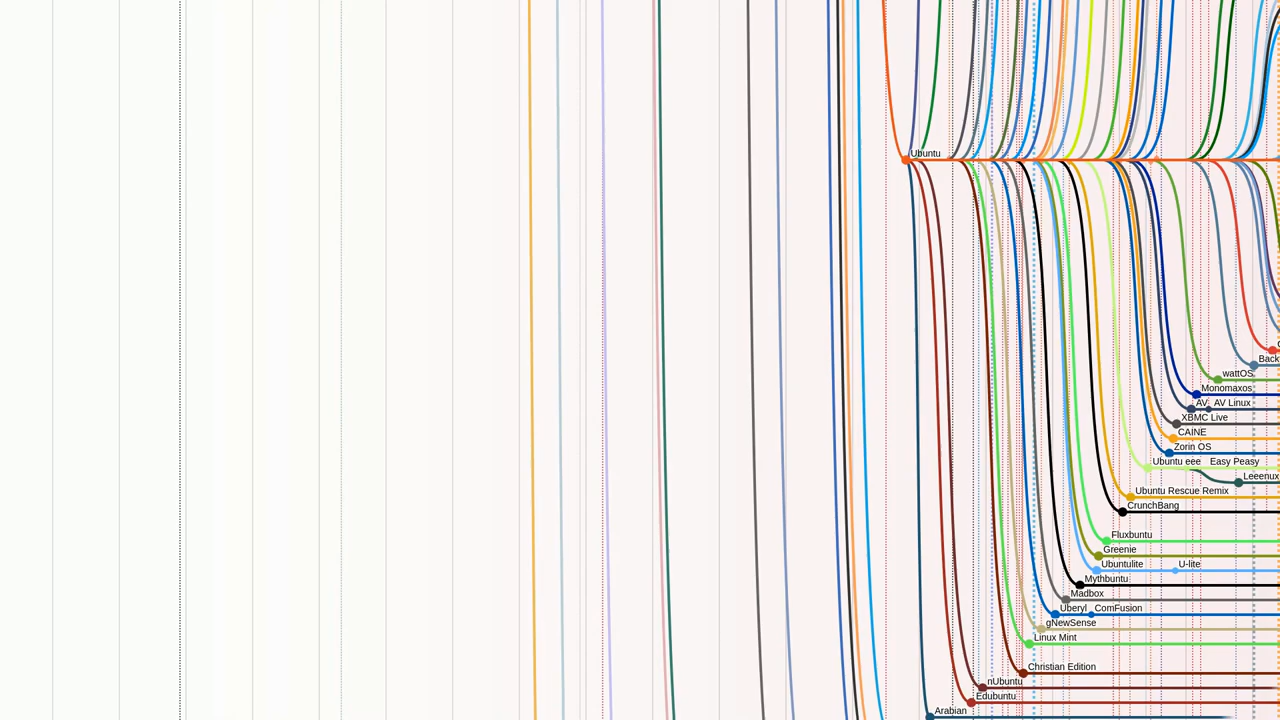 Ubuntu
Back
wattOS
Monomaxos
AV AV Linux
XBMC Live
CAINE
Zorin OS
Ubuntu eee Easy Peasy
Leeenux
Ubuntu Rescue Remix
CrunchBang
Fluxbuntu
Greenie
Ubuntulite U-lite
Mythbuntu
Madbox
Uberyl ComFusion
gNewSense
Linux Mint
Christian Edition
nUbuntu
Edubuntu
Arabian